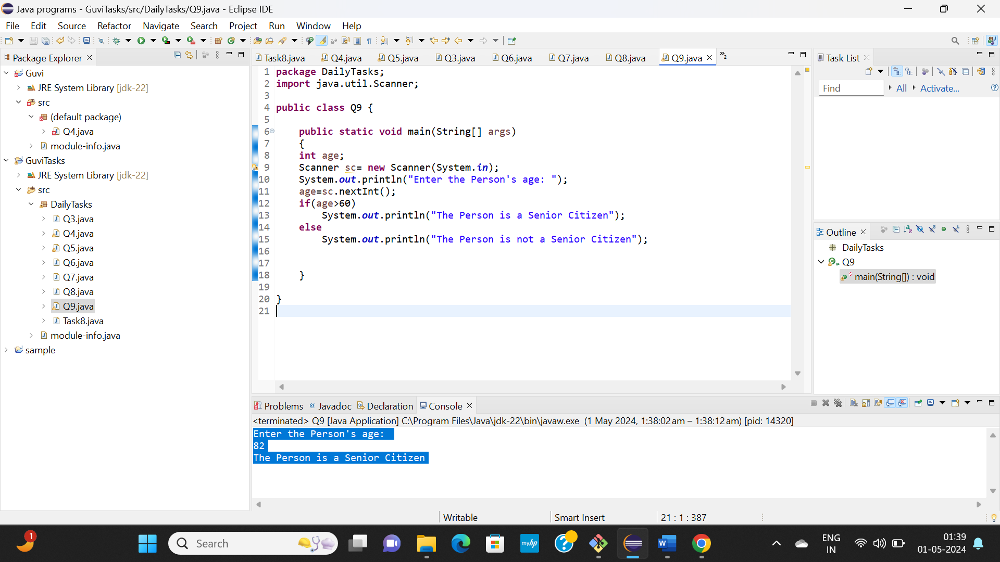 Java programs - GuviTasks/src/DailyTasks/Q9.java - Eclipse IDE
File Edit Source Refactor Navigate Search Project Run Window Help
Package Explorer
Guvi
JRE System Library [jdk-22]
src
(default package)
Q4.java
module-info.java
GuviTasks
JRE System Library [jdk-22]
src
DailyTasks
Q3.java
Q4.java
Q5.java
Q6.java
Q7.java
Q8.java
Q9.java
Task8.java
module-info.java
sample
Task8.java Q4.java Q5.java Q3.java Q6.java Q7.java Q8.java Q9.java »2
1 package DailyTasks;
2 import java.util.Scanner;
3
4 public class Q9 {
5
6 public static void main(String[] args)
7 {
8 int age;
9 Scanner sc= new Scanner(System.in);
10 System.out.println("Enter the Person's age: ");
11 age=sc.nextInt();
12 if(age>60)
13 System.out.println("The Person is a Senior Citizen");
14 else
15 System.out.println("The Person is not a Senior Citizen");
16
17
18 }
19
20 }
21
Task List
Find All Activate...
Outline
DailyTasks
Q9
main(String[]) : void
Problems Javadoc Declaration Console
<terminated> Q9 [Java Application] C:\Program Files\Java\jdk-22\bin\javaw.exe (1 May 2024, 1:38:02 am – 1:38:12 am) [pid: 14320]
Enter the Person's age:
82
The Person is a Senior Citizen
Writable Smart Insert 21 : 1 : 387
1
Search
myhp
ENG
IN
01:39
01-05-2024